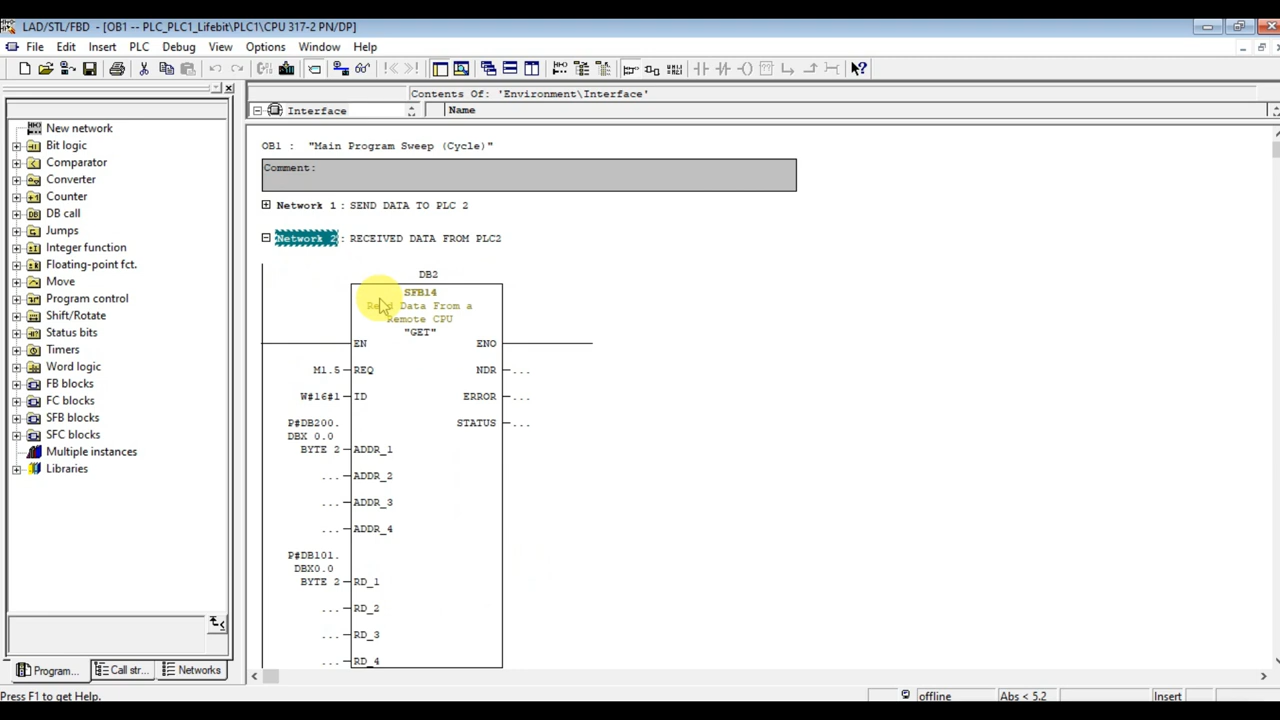 LAD/STL/FBD - [OB1 -- PLC_PLC1_Lifebit\PLC1\CPU 317-2 PN/DP]
File Edit Insert PLC Debug View Options Window Help
Contents Of: 'Environment\Interface'
Interface
Name
New network
Bit logic
Comparator
Converter
Counter
DB call
Jumps
Integer function
Floating-point fct.
Move
Program control
Shift/Rotate
Status bits
Timers
Word logic
FB blocks
FC blocks
SFB blocks
SFC blocks
Multiple instances
Libraries
Program... Call str... Networks
OB1 : "Main Program Sweep (Cycle)"
Comment:
Network 1 : SEND DATA TO PLC 2
Network 2 : RECEIVED DATA FROM PLC2
DB2
SFB14
Read Data From a
Remote CPU
"GET"
EN ENO
M1.5 REQ NDR ...
W#16#1 ID ERROR ...
P#DB200. STATUS ...
DBX 0.0
BYTE 2 ADDR_1
... ADDR_2
... ADDR_3
... ADDR_4
P#DB101.
DBX0.0
BYTE 2 RD_1
... RD_2
... RD_3
... RD_4
Press F1 to get Help.
offline Abs < 5.2 Insert